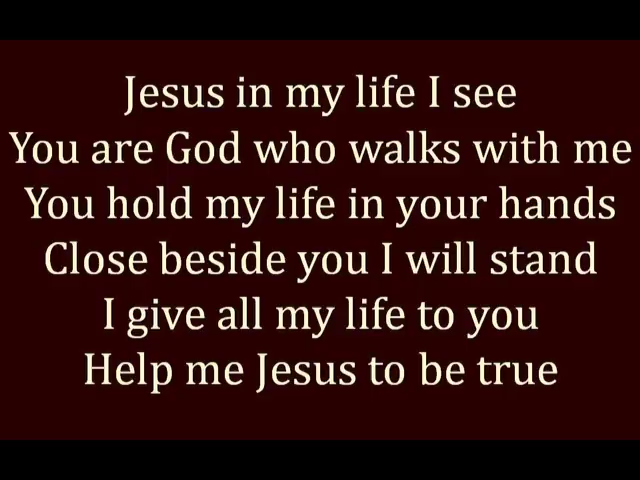 Jesus in my life I see
You are God who walks with me
You hold my life in your hands
Close beside you I will stand
I give all my life to you
Help me Jesus to be true